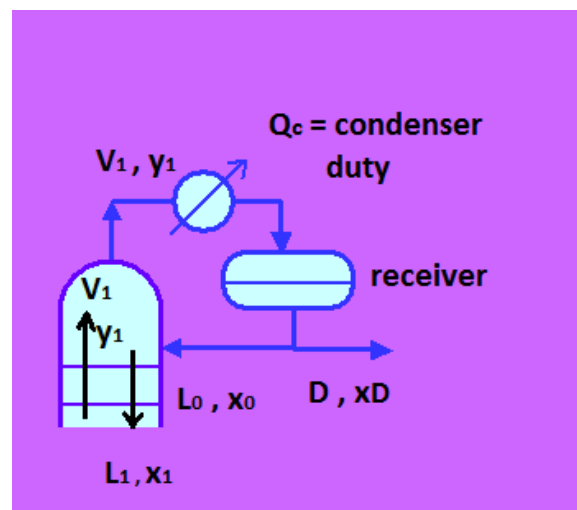 Qc = condenser
duty
V1 , y1
receiver
V1
y1
L0 , x0
D , xD
L1 , x1